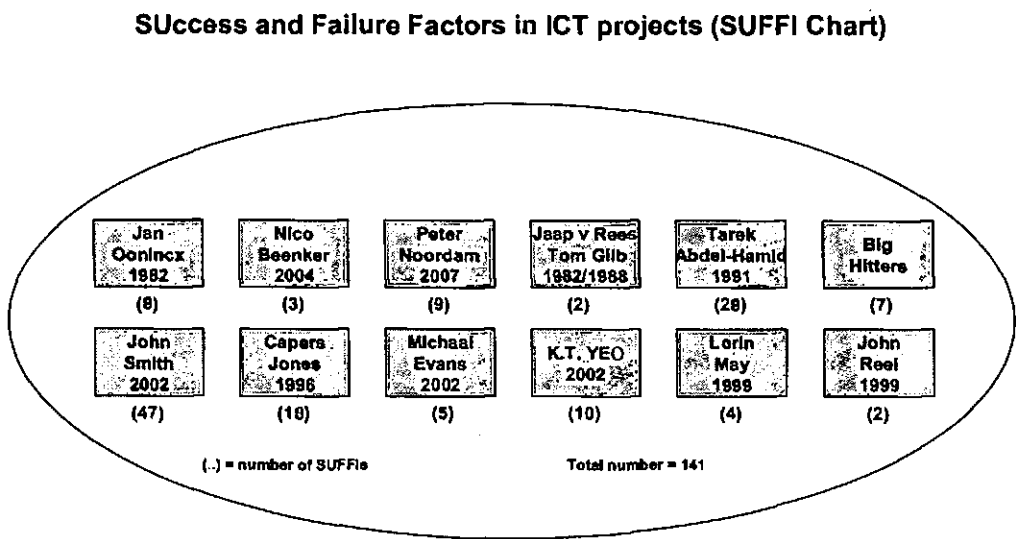 SUccess and Failure Factors in ICT projects (SUFFI Chart)
Jan
Oonincx
1982
(8)
Nico
Beenker
2004
(3)
Peter
Noordam
2007
(9)
Jaap v Rees
Tom Gilb
1982/1988
(2)
Tarek
Abdel-Hamid
1991
(28)
Big
Hitters
(7)
John
Smith
2002
(47)
Capers
Jones
1996
(18)
Michael
Evans
2002
(5)
K.T. YEO
2002
(10)
Lorin
May
1998
(4)
John
Reel
1999
(2)
(..) = number of SUFFIs
Total number = 141